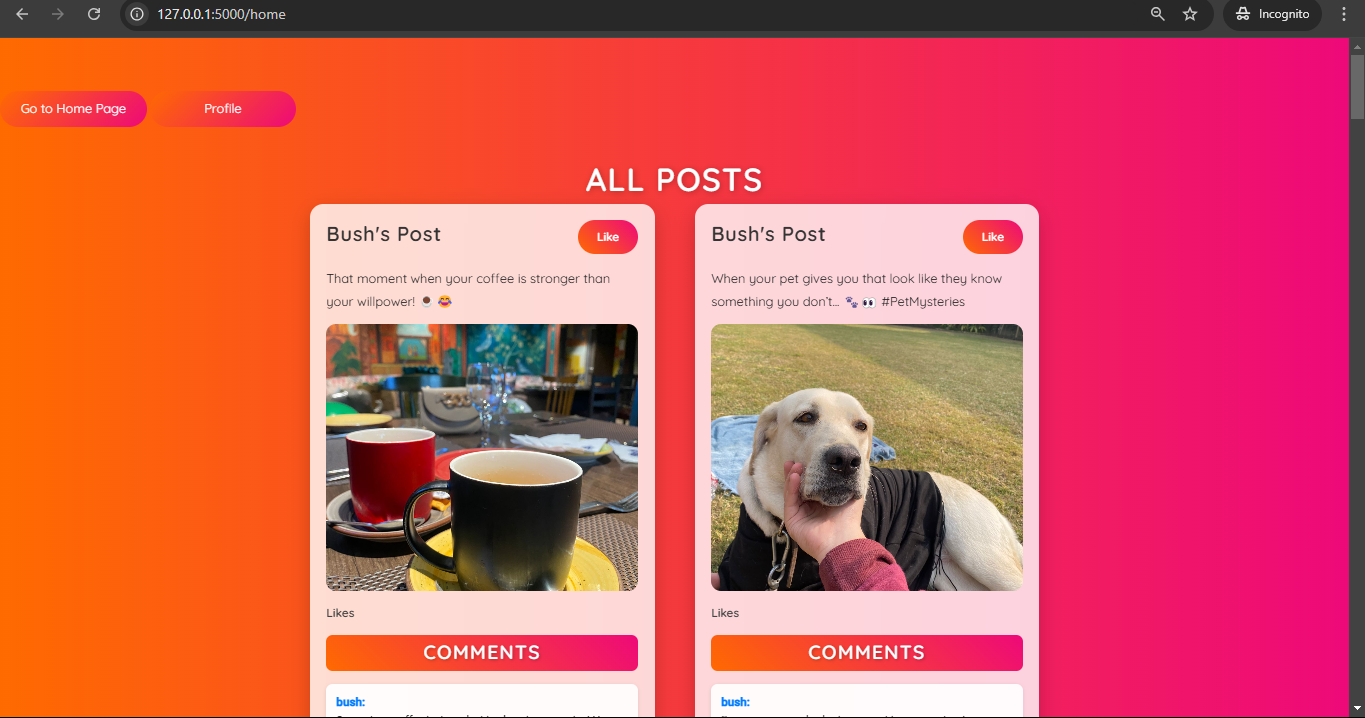 127.0.0.1:5000/home
Incognito
Go to Home Page
Profile
ALL POSTS
Bush's Post
Like
That moment when your coffee is stronger than
your willpower! ☕ 😂
Likes
COMMENTS
bush:
Bush's Post
Like
When your pet gives you that look like they know
something you don't... 🐾 👀 #PetMysteries
Likes
COMMENTS
bush: